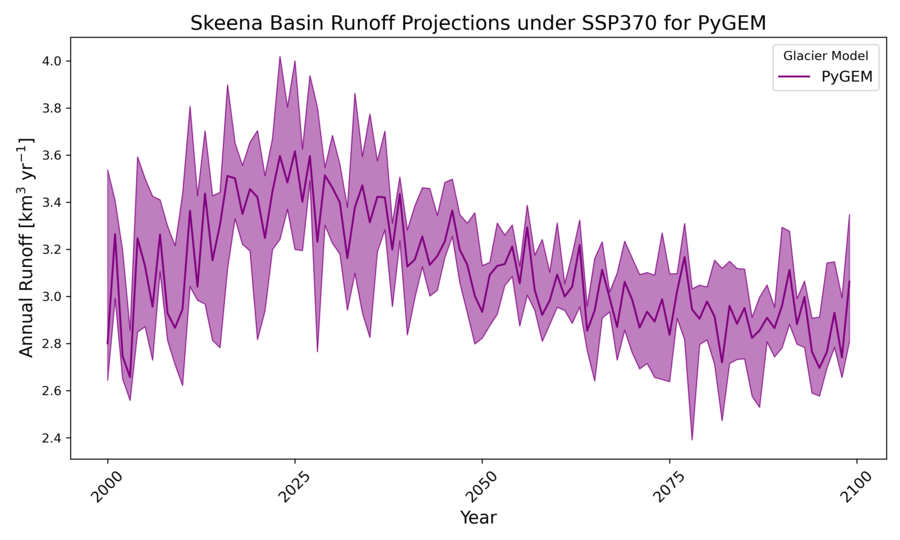 Skeena Basin Runoff Projections under SSP370 for PyGEM
Glacier Model
PyGEM
Annual Runoff [km³ yr⁻¹]
4.0
3.8
3.6
3.4
3.2
3.0
2.8
2.6
2.4
2000
2025
2050
2075
2100
Year